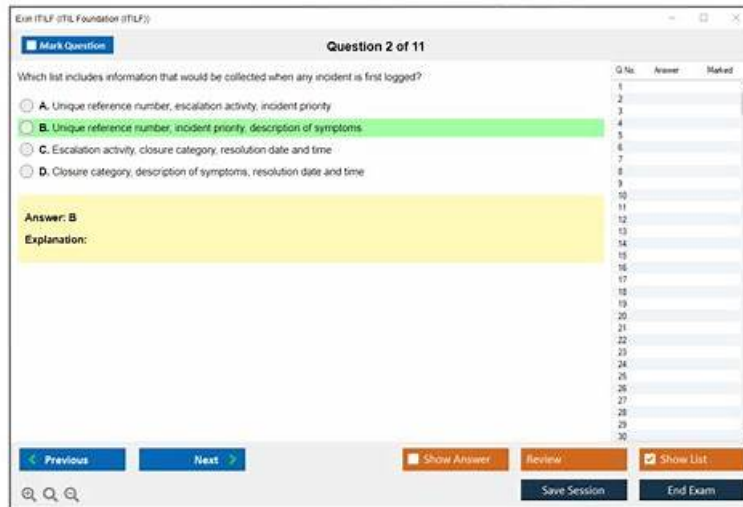 Exin ITILF (ITIL Foundation (ITILF))
Mark Question
Question 2 of 11
Which list includes information that would be collected when any incident is first logged?
A. Unique reference number, escalation activity, incident priority
B. Unique reference number, incident priority, description of symptoms
C. Escalation activity, closure category, resolution date and time
D. Closure category, description of symptoms, resolution date and time
Answer: B
Explanation:
Q No. Answer Marked
1
2
3
4
5
6
7
8
9
10
11
12
13
14
15
16
17
18
19
20
21
22
23
24
25
26
27
28
29
30
Previous Next Show Answer Review Show List
Save Session End Exam